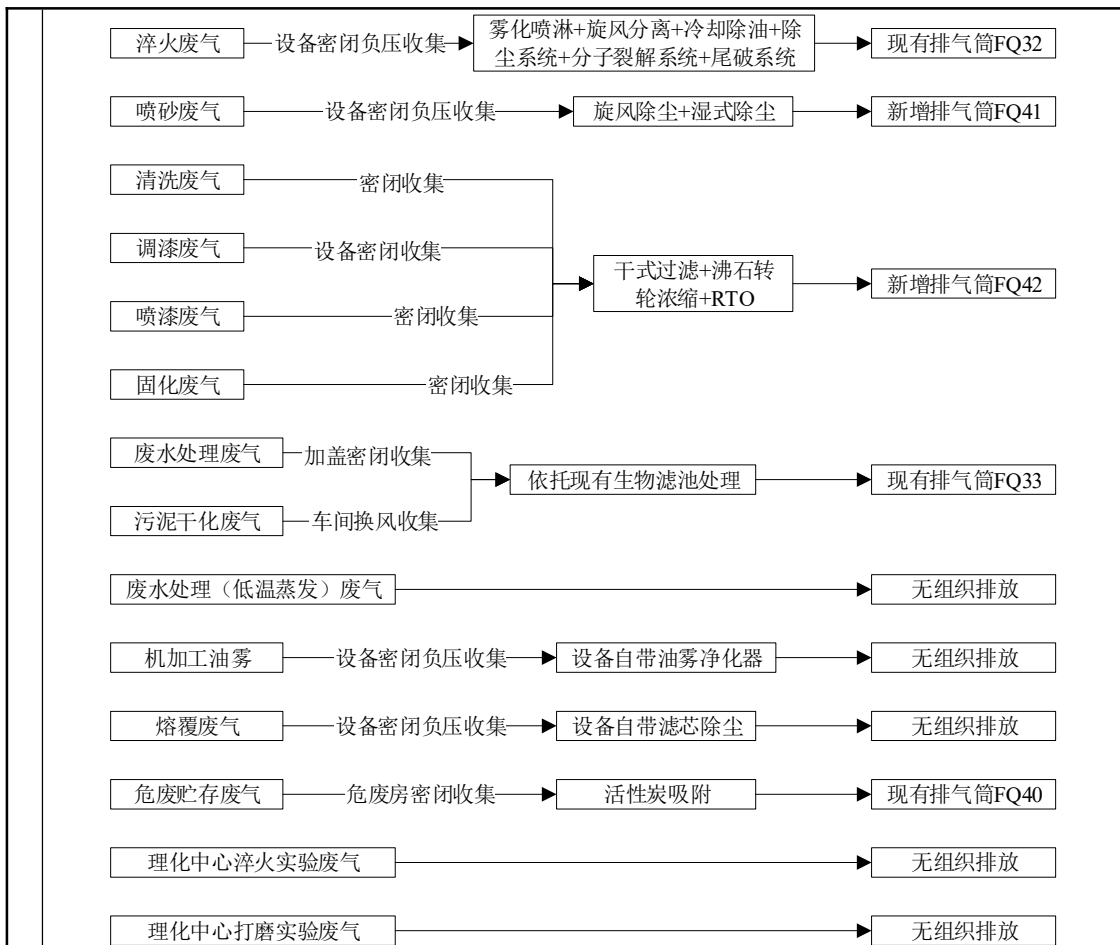 淬火废气 设备密闭负压收集 雾化喷淋+旋风分离+冷却除油+除
尘系统+分子裂解系统+尾破系统 现有排气筒FQ32
喷砂废气 设备密闭负压收集 旋风除尘+湿式除尘 新增排气筒FQ41
清洗废气 密闭收集
调漆废气 设备密闭收集
干式过滤+沸石转
轮浓缩+RTO 新增排气筒FQ42
喷漆废气 密闭收集
固化废气 密闭收集
废水处理废气 加盖密闭收集
依托现有生物滤池处理 现有排气筒FQ33
污泥干化废气 车间换风收集
废水处理（低温蒸发）废气 无组织排放
机加工油雾 设备密闭负压收集 设备自带油雾净化器 无组织排放
熔覆废气 设备密闭负压收集 设备自带滤芯除尘 无组织排放
危废贮存废气 危废房密闭收集 活性炭吸附 现有排气筒FQ40
理化中心淬火实验废气 无组织排放
理化中心打磨实验废气 无组织排放